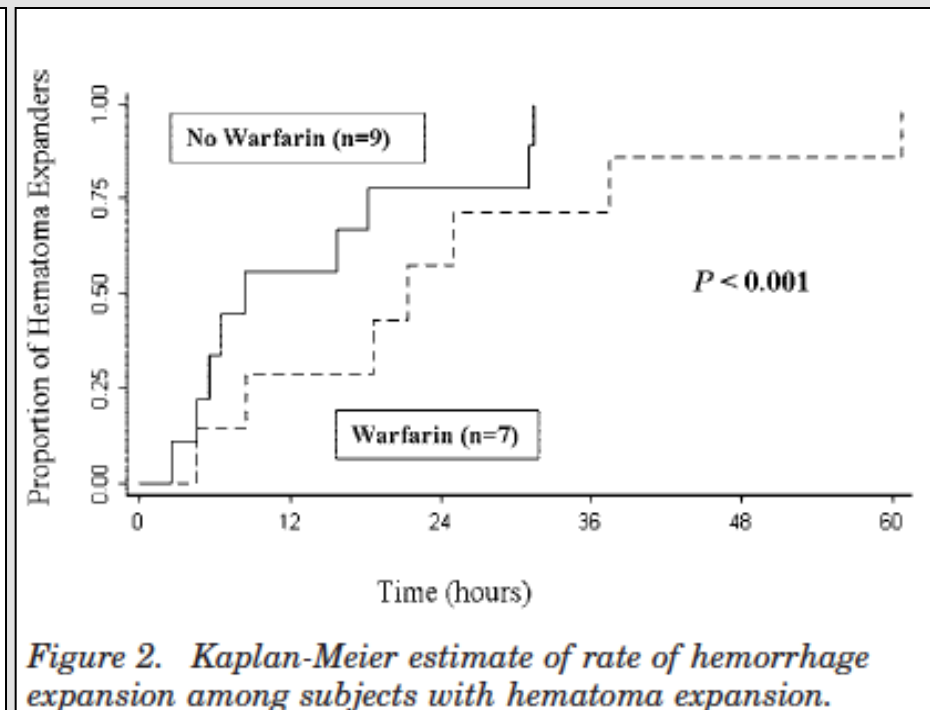 Proportion of Hematoma Expanders
1.00
0.75
0.50
0.25
0.00
No Warfarin (n=9)
P < 0.001
Warfarin (n=7)
0 12 24 36 48 60
Time (hours)
Figure 2. Kaplan-Meier estimate of rate of hemorrhage
expansion among subjects with hematoma expansion.